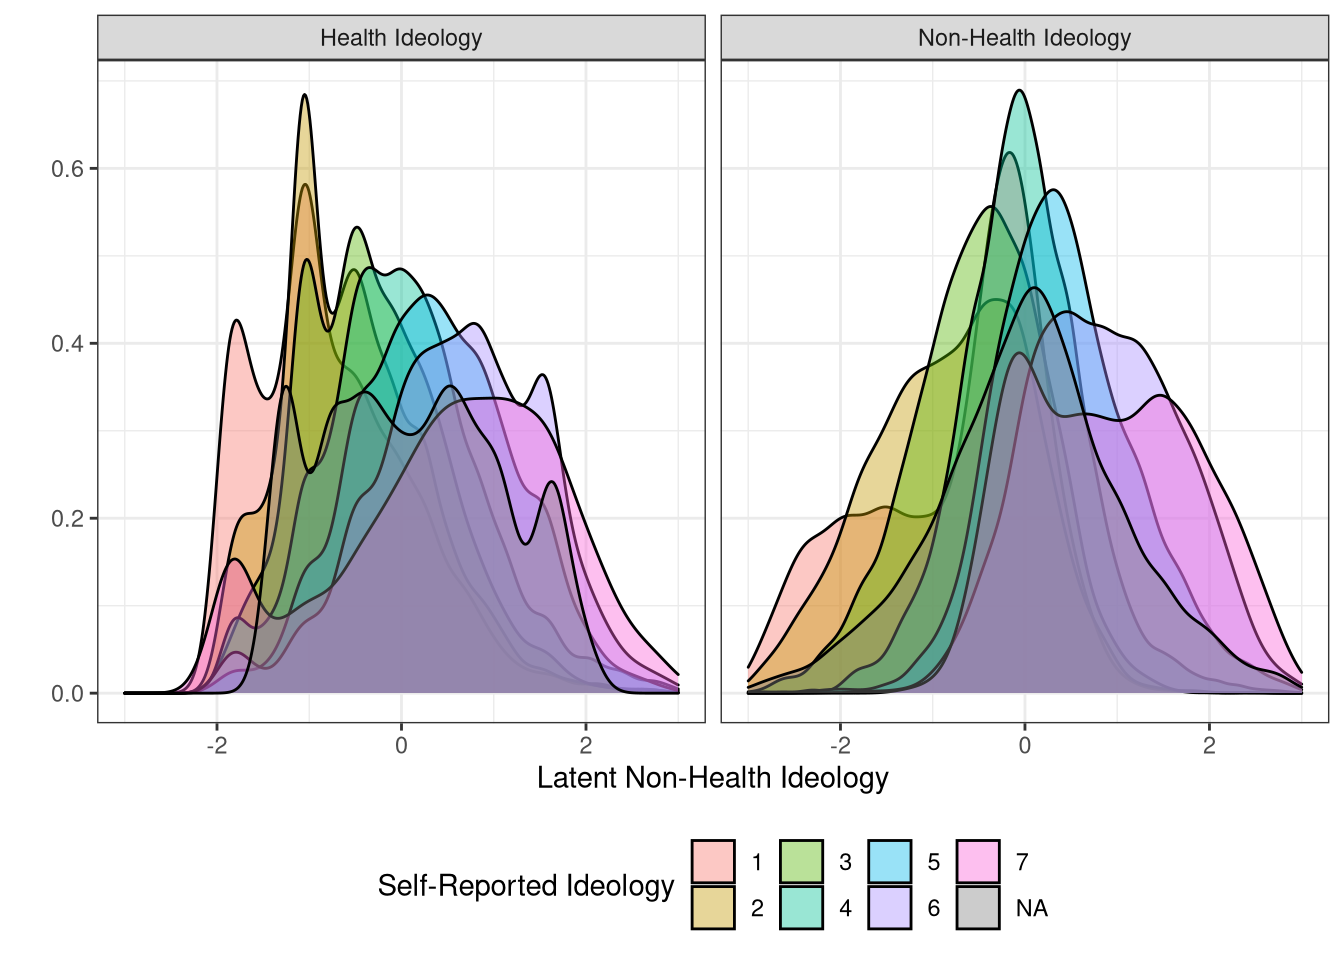 Health Ideology
Non-Health Ideology
0.6
0.4
0.2
0.0
-2 0 2
-2 0 2
Latent Non-Health Ideology
Self-Reported Ideology
1 3 5 7
2 4 6 NA